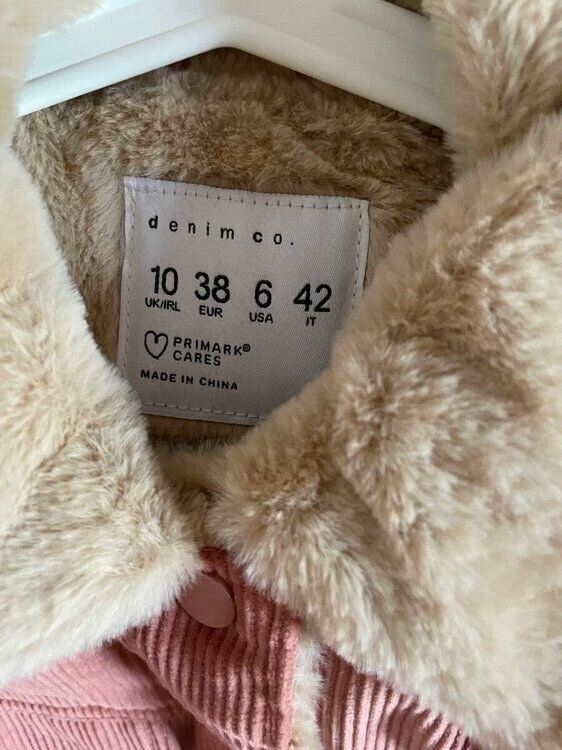 denim co.
10 38 6 42
UK/IRL EUR USA IT
PRIMARK®
CARES
MADE IN CHINA